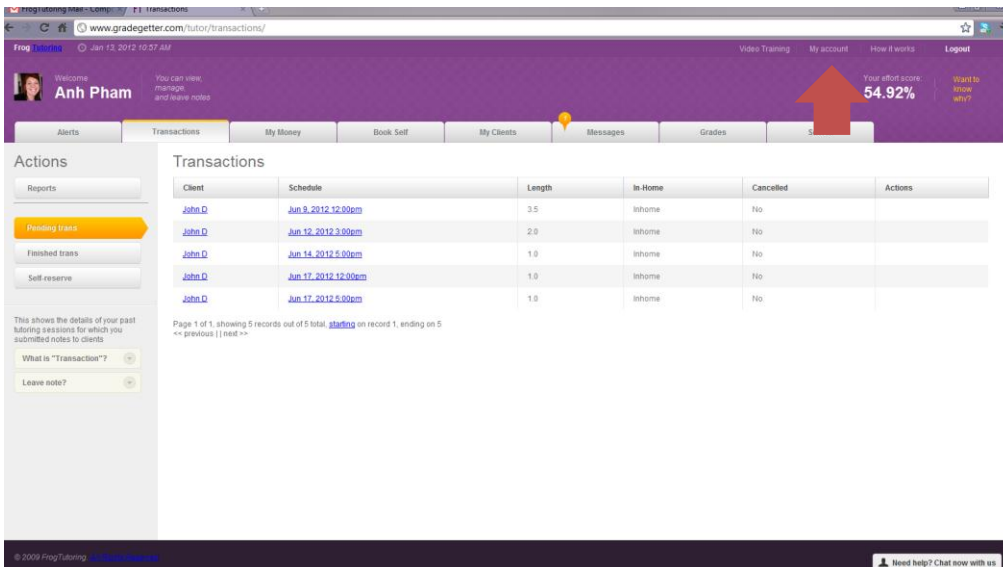 FrogTutoring Mail - Comp
Transactions
www.gradegetter.com/tutor/transactions/
Frog Tutoring Jan 13, 2012 10:57 AM
Video Training My account How it works Logout
Welcome
Anh Pham
You can view,
manage,
and leave notes
Your effort score:
54.92%
Want to
know
why?
1
Alerts Transactions My Money Book Self My Clients Messages Grades
Actions
Reports
Pending trans
Finished trans
Self-reserve
This shows the details of your past
tutoring sessions for which you
submitted notes to clients
What is "Transaction"?
Leave note?
Transactions
Client Schedule Length In-Home Cancelled Actions
John D Jun 9, 2012 12:00pm 3.5 Inhome No
John D Jun 12, 2012 3:00pm 2.0 Inhome No
John D Jun 14, 2012 5:00pm 1.0 Inhome No
John D Jun 17, 2012 12:00pm 1.0 Inhome No
John D Jun 17, 2012 5:00pm 1.0 Inhome No
Page 1 of 1, showing 5 records out of 5 total, starting on record 1, ending on 5
<< previous | | next >>
© 2009 FrogTutoring.
Need help? Chat now with us